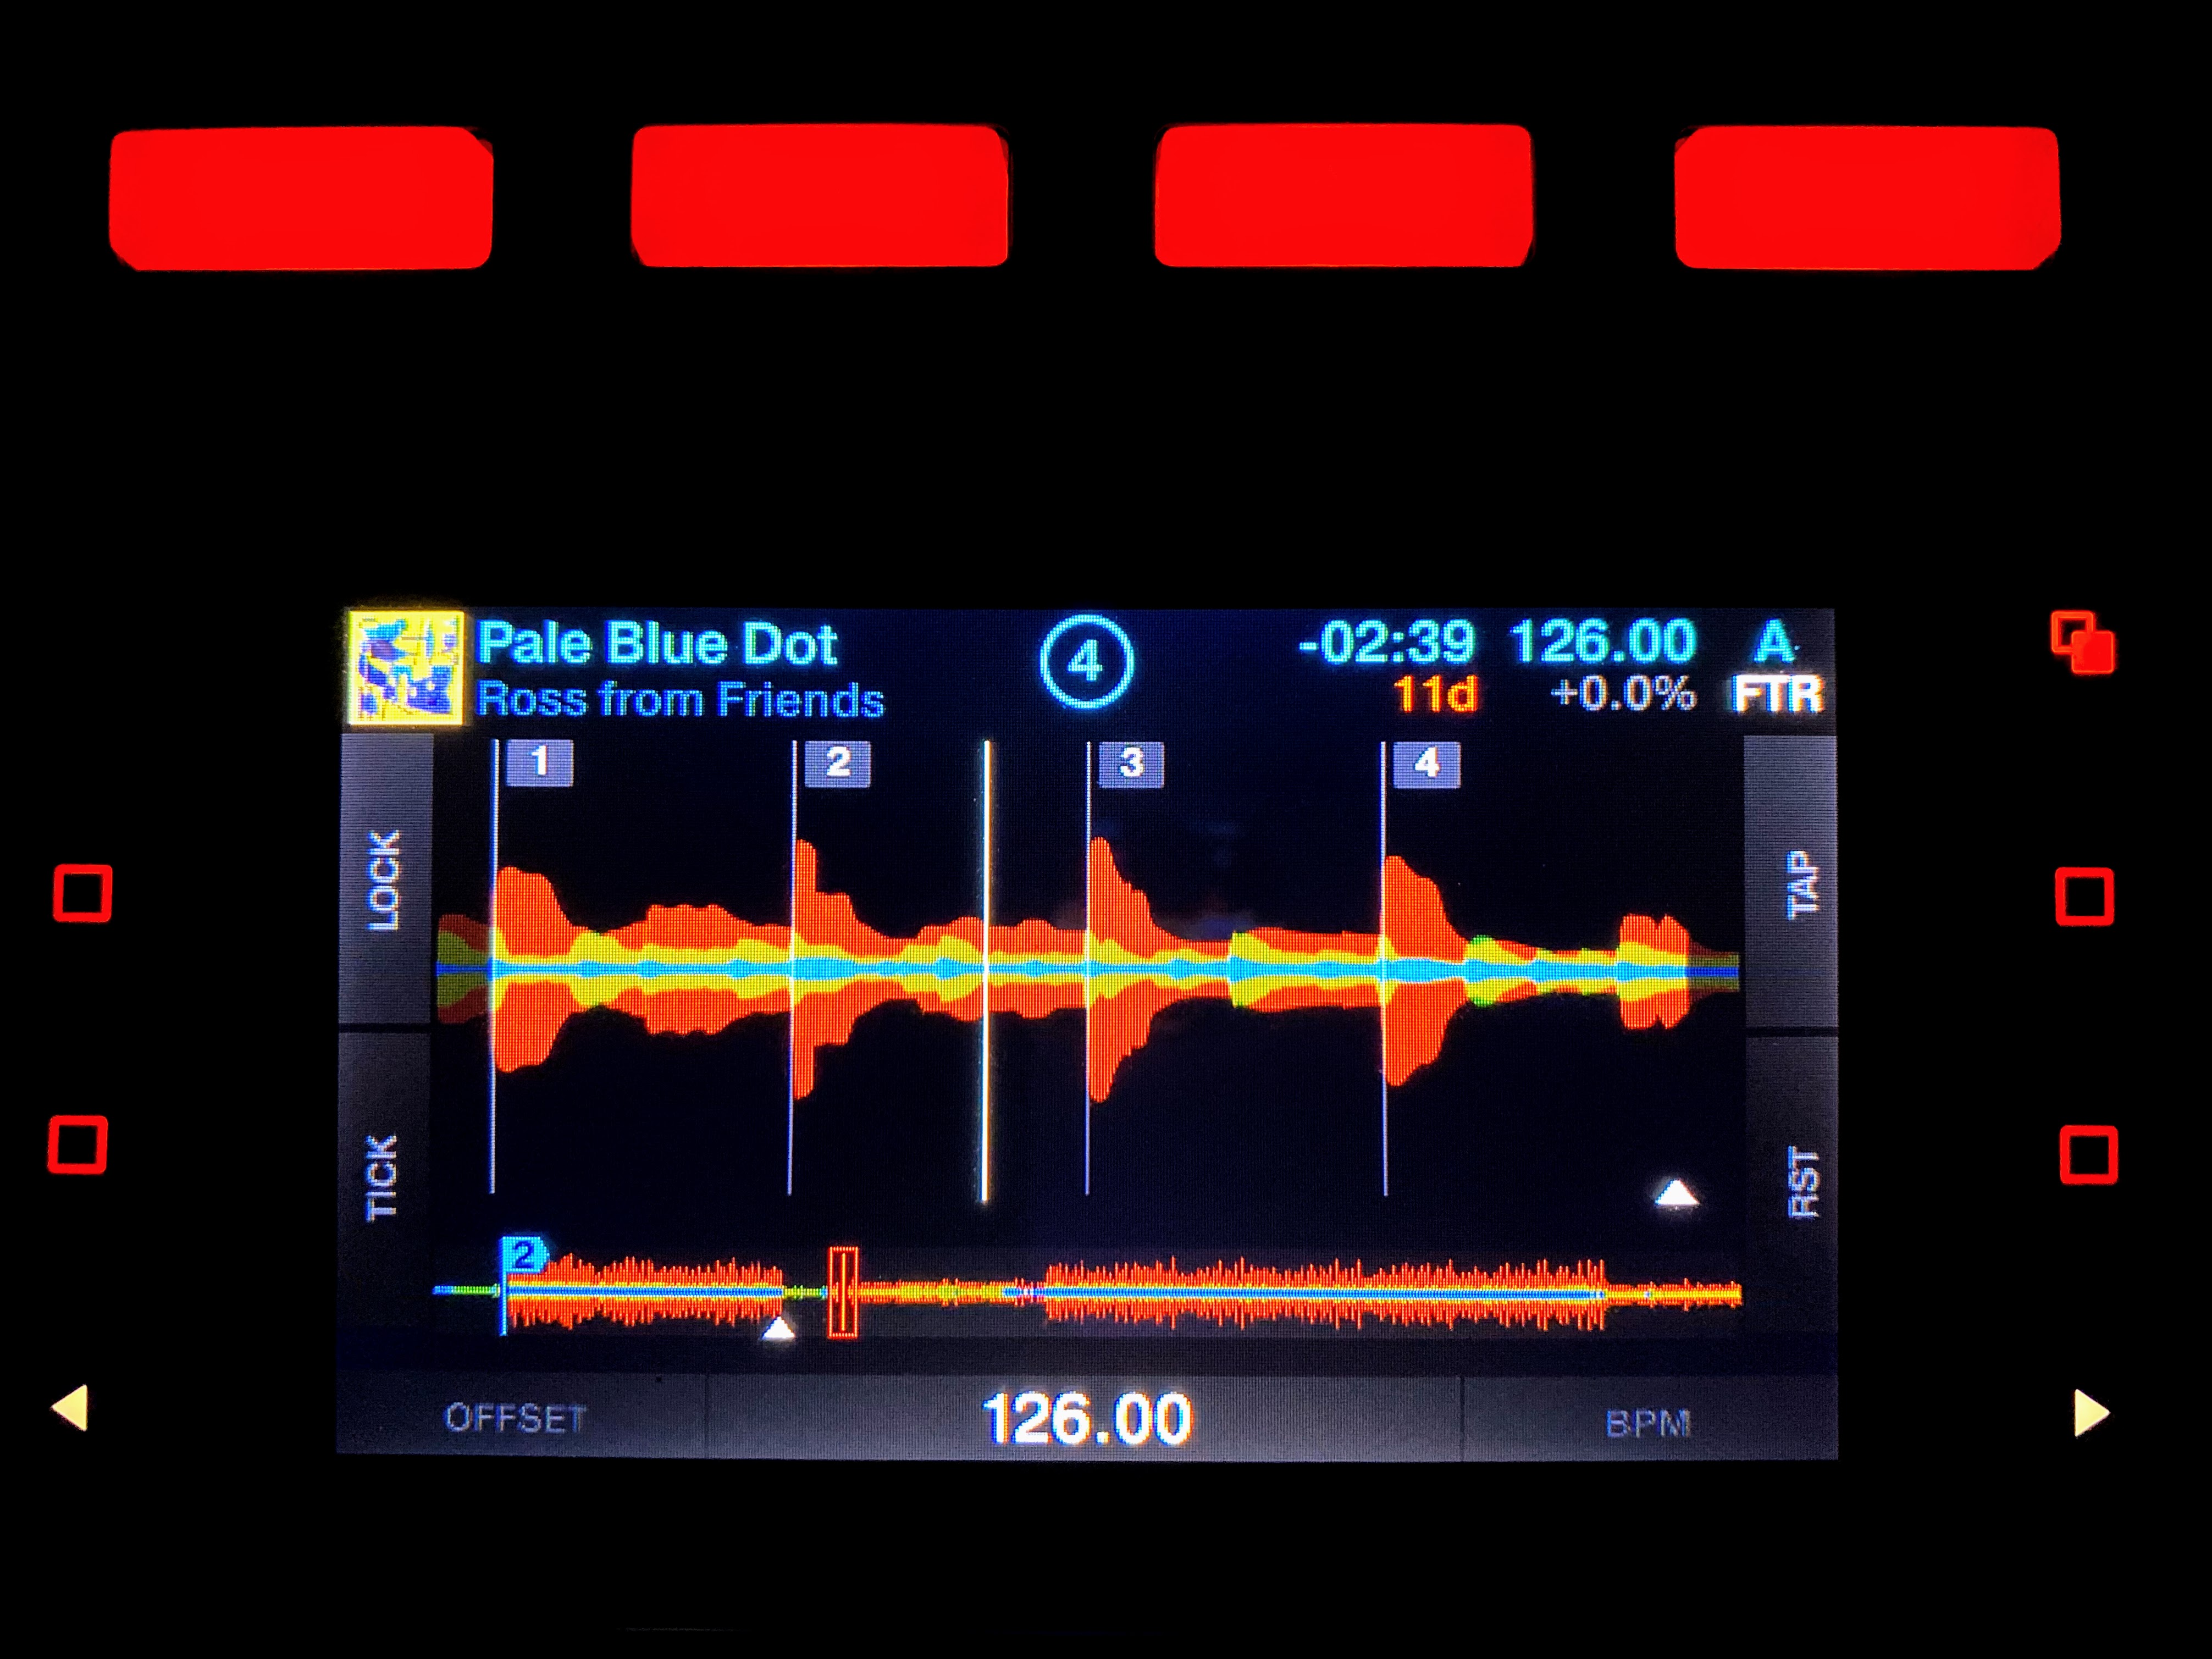 Pale Blue Dot
Ross from Friends
4
-02:39 126.00 A
11d +0.0% FTR
1 2 3 4
LOCK
TAP
TICK
RST
2
OFFSET 126.00 BPM